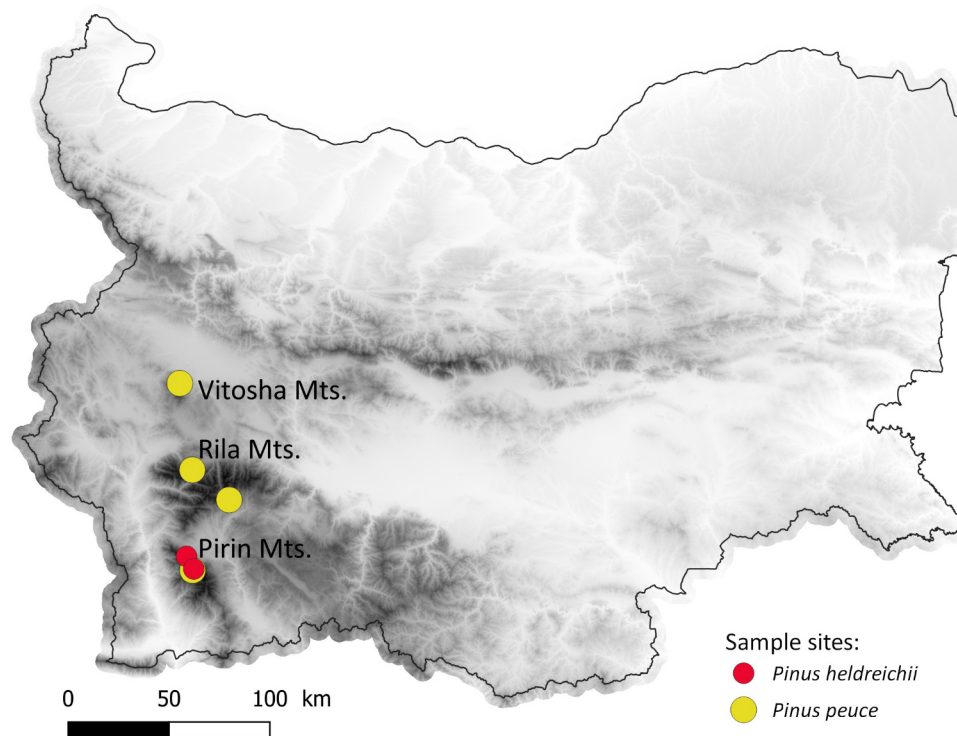 Vitosha Mts.
Rila Mts.
Pirin Mts.
Sample sites:
Pinus heldreichii
Pinus peuce
0 50 100 km